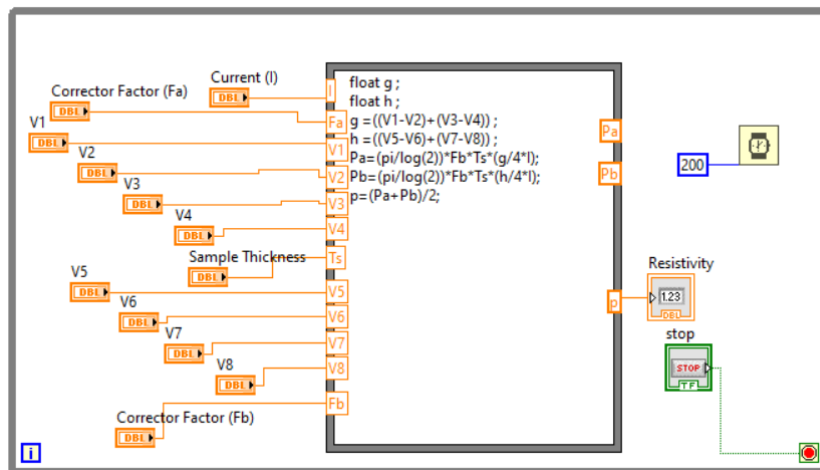 Current (I)
DBL
Corrector Factor (Fa)
DBL
V1
DBL
V2
DBL
V3
DBL
V4
DBL
Sample Thickness
DBL
V5
DBL
V6
DBL
V7
DBL
V8
DBL
Corrector Factor (Fb)
DBL
I
Fa
V1
V2
V3
V4
Ts
V5
V6
V7
V8
Fb
float g ;
float h ;
g =((V1-V2)+(V3-V4)) ;
h =((V5-V6)+(V7-V8)) ;
Pa=(pi/log(2))*Fb*Ts*(g/4*I);
Pb=(pi/log(2))*Fb*Ts*(h/4*I);
p=(Pa+Pb)/2;
Pa
Pb
p
200
Resistivity
1.23
DBL
stop
STOP
TF
i